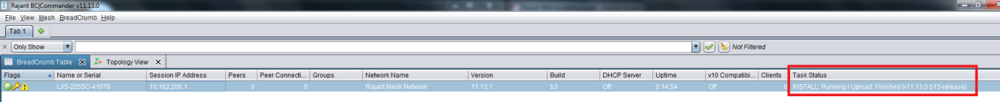 Rajant BC|Commander v11.13.0
File View Mesh BreadCrumb Help
Tab 1
Only Show Not Filtered
BreadCrumb Table Topology View
Flags Name or Serial Session IP Address Peers Peer Connecti... Groups Network Name Version Build DHCP Server Uptime v10 Compatibi... Clients Task Status
LX5-2255C-41678 10.162.206.1 0 0 Rajant Mesh Network 11.13.1 b3 Off 0:14:54 Off 0 INSTALL: Running / Upload: Finished [v11.13.0 b13-release]